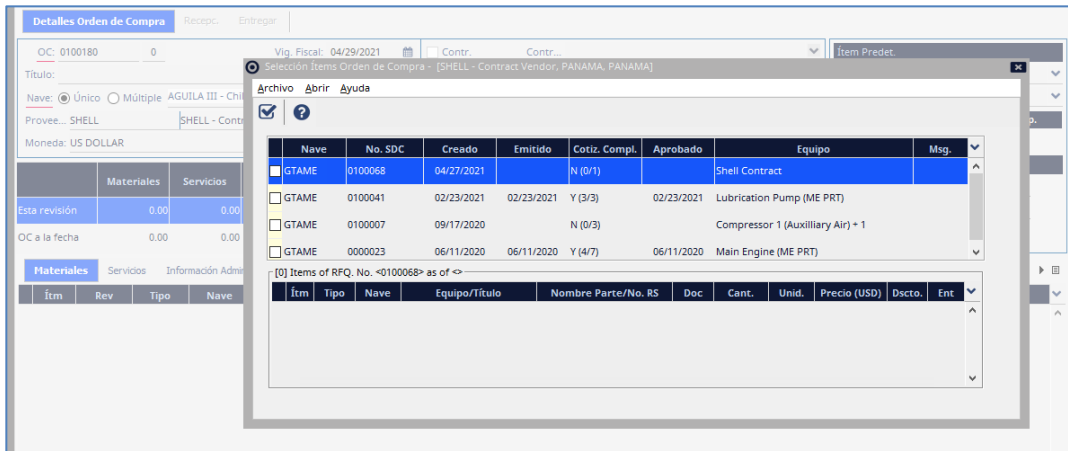 Detalles Orden de Compra Recepc. Entregar
OC: 0100180 0 Vig. Fiscal: 04/29/2021 Contr. Contr... Ítem Predet.
Selección Ítems Orden de Compra - [SHELL - Contract Vendor, PANAMA, PANAMA]
Título:
Archivo Abrir Ayuda
Nave: Único Múltiple AGUILA III - Chil
Provee... SHELL SHELL - Contr
Moneda: US DOLLAR
Nave No. SDC Creado Emitido Cotiz. Compl. Aprobado Equipo Msg.
GTAME 0100068 04/27/2021 N (0/1) Shell Contract
GTAME 0100041 02/23/2021 02/23/2021 Y (3/3) 02/23/2021 Lubrication Pump (ME PRT)
GTAME 0100007 09/17/2020 N (0/3) Compressor 1 (Auxilliary Air) + 1
GTAME 0000023 06/11/2020 06/11/2020 Y (4/7) 06/11/2020 Main Engine (ME PRT)
Materiales Servicios
Esta revisión 0.00 0.00
OC a la fecha 0.00 0.00
Materiales Servicios Información Admi
[0] Items of RFQ. No. <0100068> as of <>
Ítm Rev Tipo Nave
Ítm Tipo Nave Equipo/Título Nombre Parte/No. RS Doc Cant. Unid. Precio (USD) Dscto. Ent